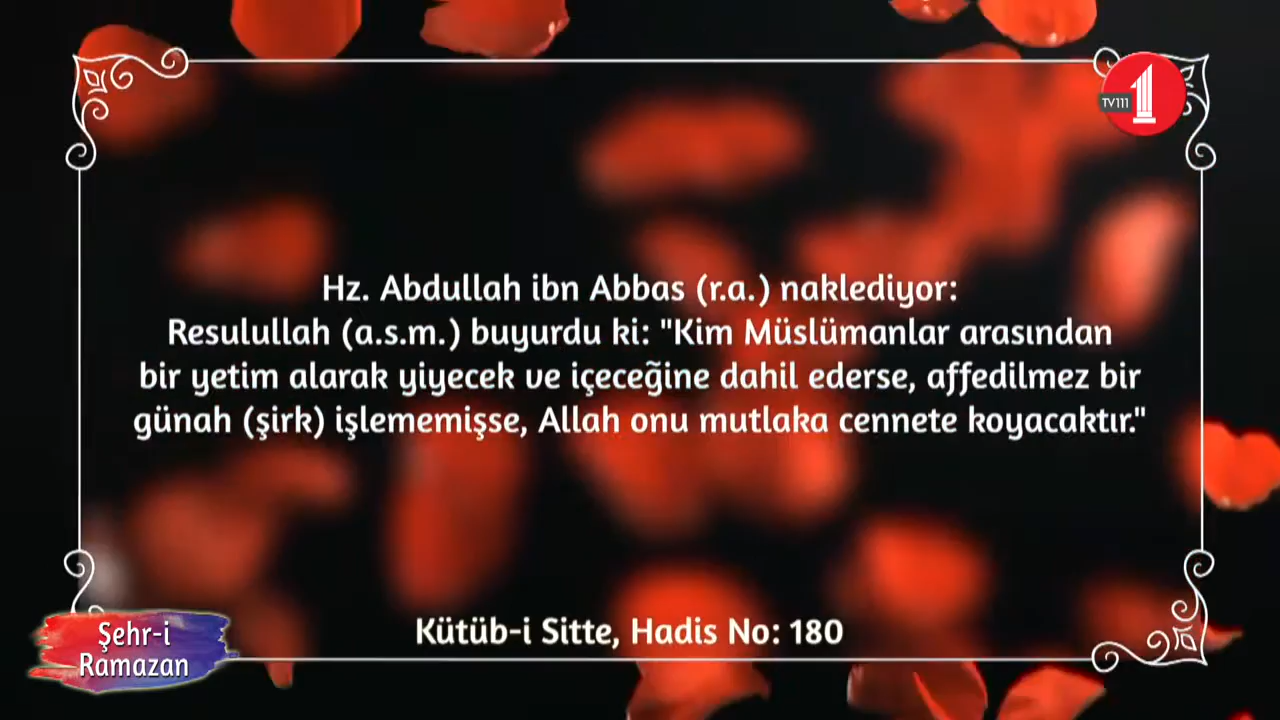 TV111
1
Hz. Abdullah ibn Abbas (r.a.) naklediyor:
Resulullah (a.s.m.) buyurdu ki: "Kim Müslümanlar arasından
bir yetim alarak yiyecek ve içeceğine dahil ederse, affedilmez bir
günah (şirk) işlememişse, Allah onu mutlaka cennete koyacaktır."
Kütüb-i Sitte, Hadis No: 180
Şehr-i
Ramazan